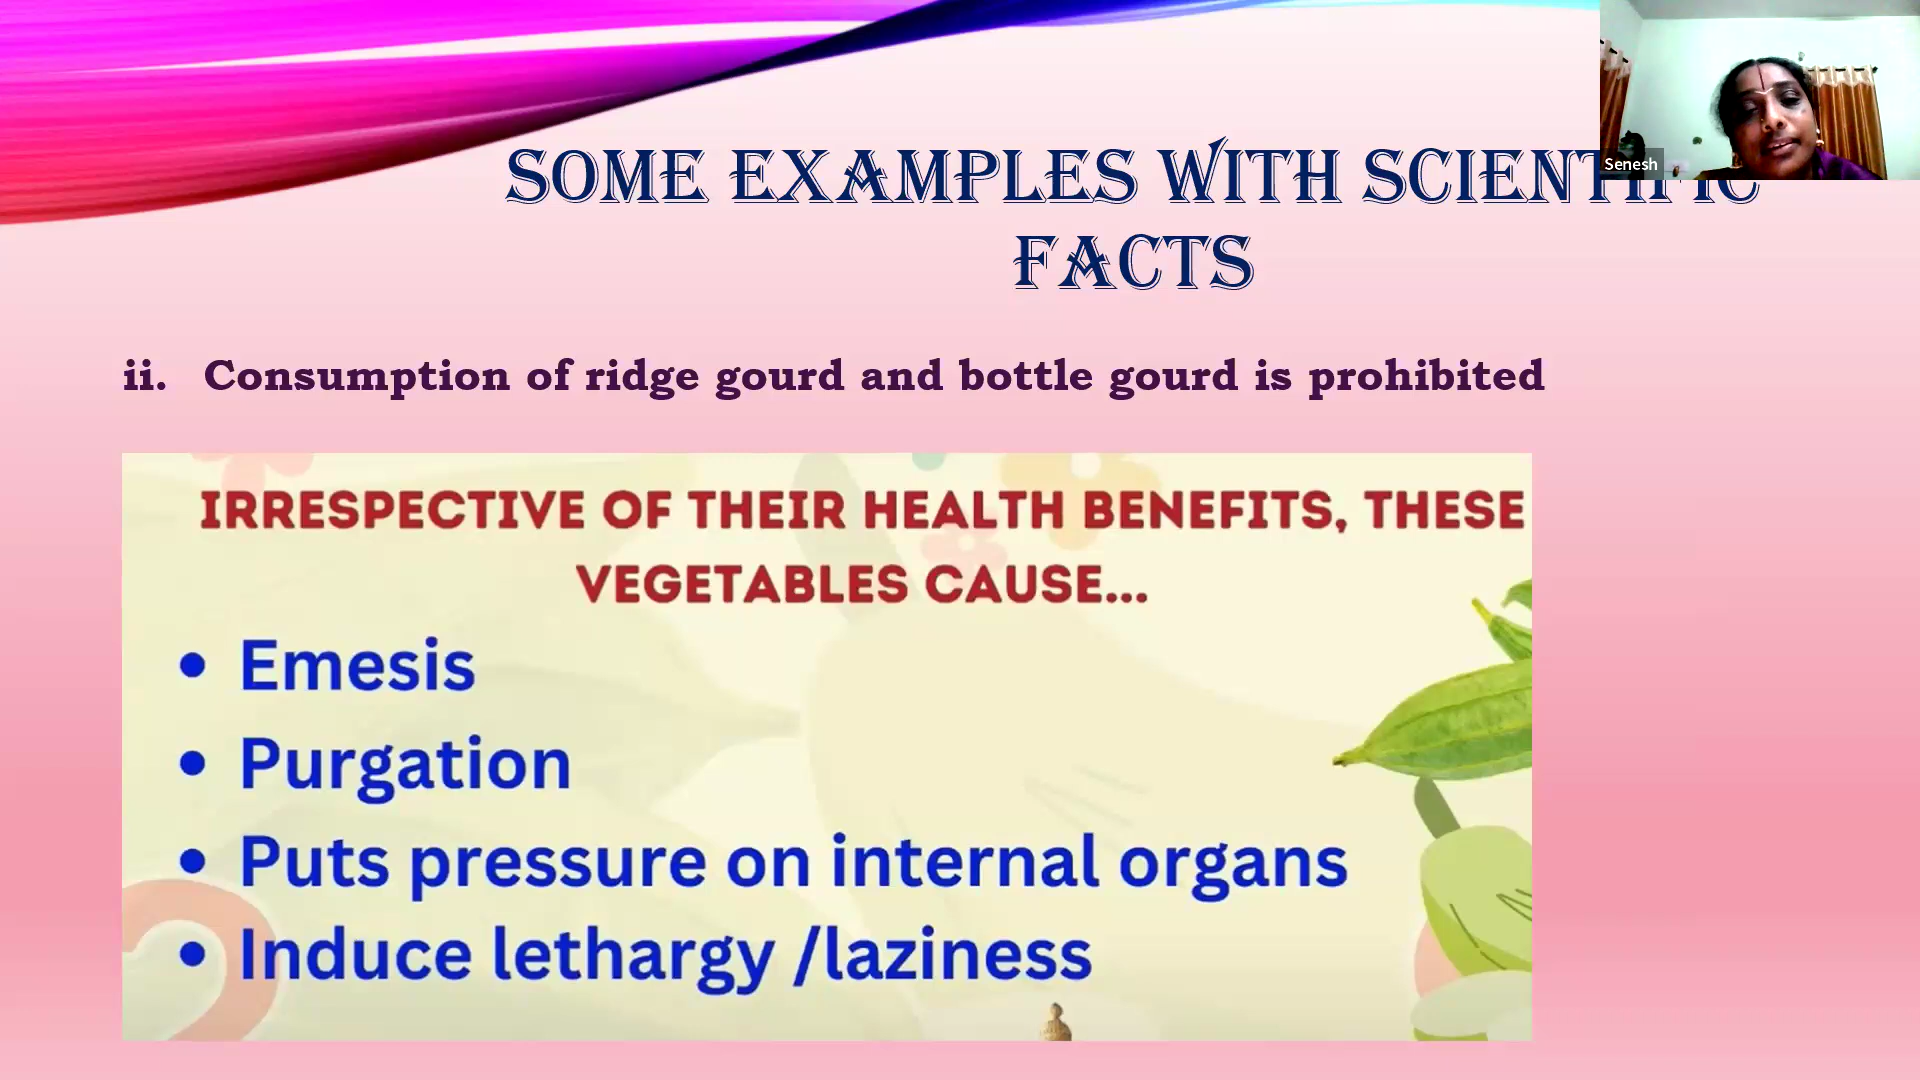 SOME EXAMPLES WITH SCIENTIFIC
Senesh
FACTS
ii. Consumption of ridge gourd and bottle gourd is prohibited
IRRESPECTIVE OF THEIR HEALTH BENEFITS, THESE
VEGETABLES CAUSE...
• Emesis
• Purgation
• Puts pressure on internal organs
• Induce lethargy /laziness